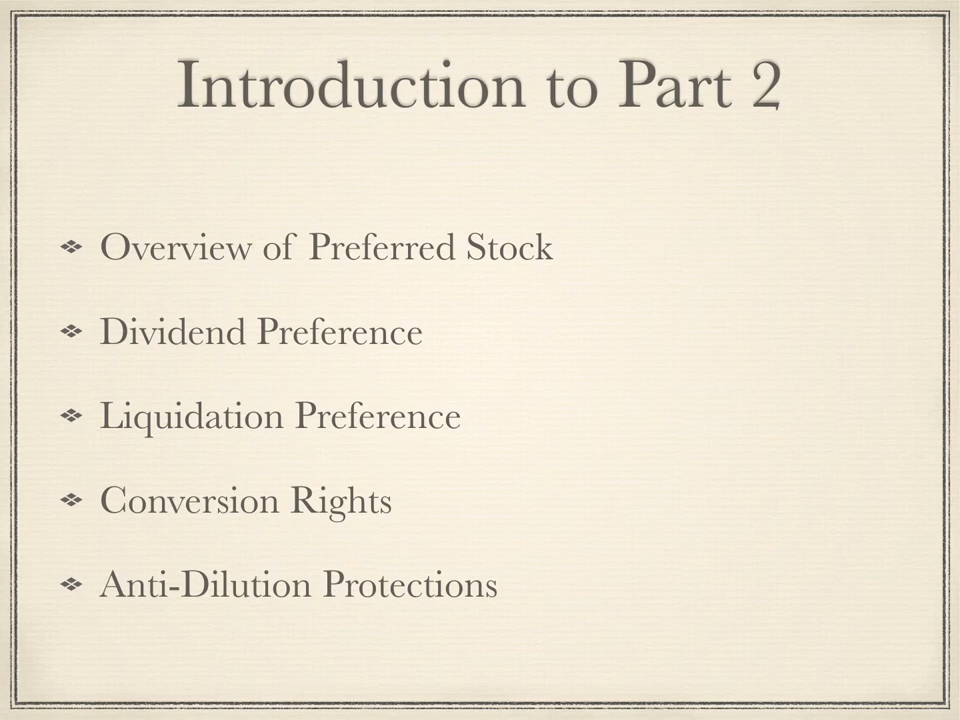 Introduction to Part 2
Overview of Preferred Stock
Dividend Preference
Liquidation Preference
Conversion Rights
Anti-Dilution Protections